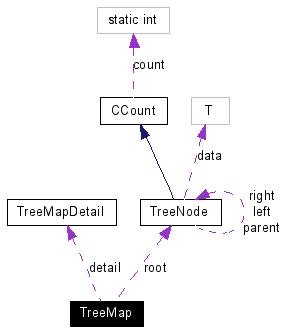 static int
count
CCount
T
data
TreeMapDetail
TreeNode
right
left
parent
detail
root
TreeMap